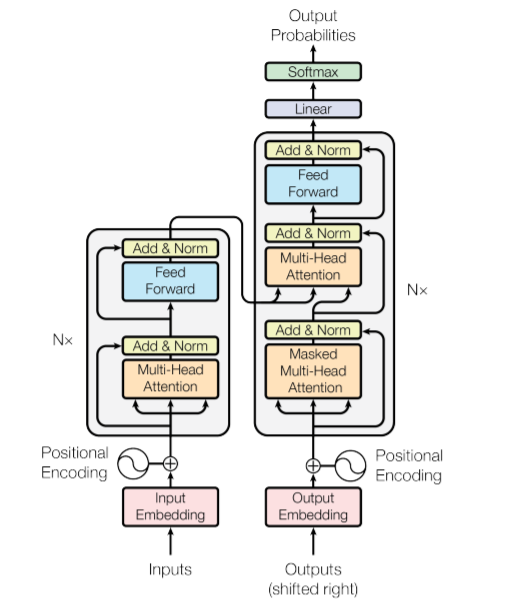 Output
Probabilities
Softmax
Linear
Add & Norm
Feed
Forward
Add & Norm
Multi-Head
Attention
Add & Norm
Masked
Multi-Head
Attention
N×
Add & Norm
Feed
Forward
Add & Norm
Multi-Head
Attention
N×
Positional
Encoding
Positional
Encoding
Input
Embedding
Output
Embedding
Inputs
Outputs
(shifted right)